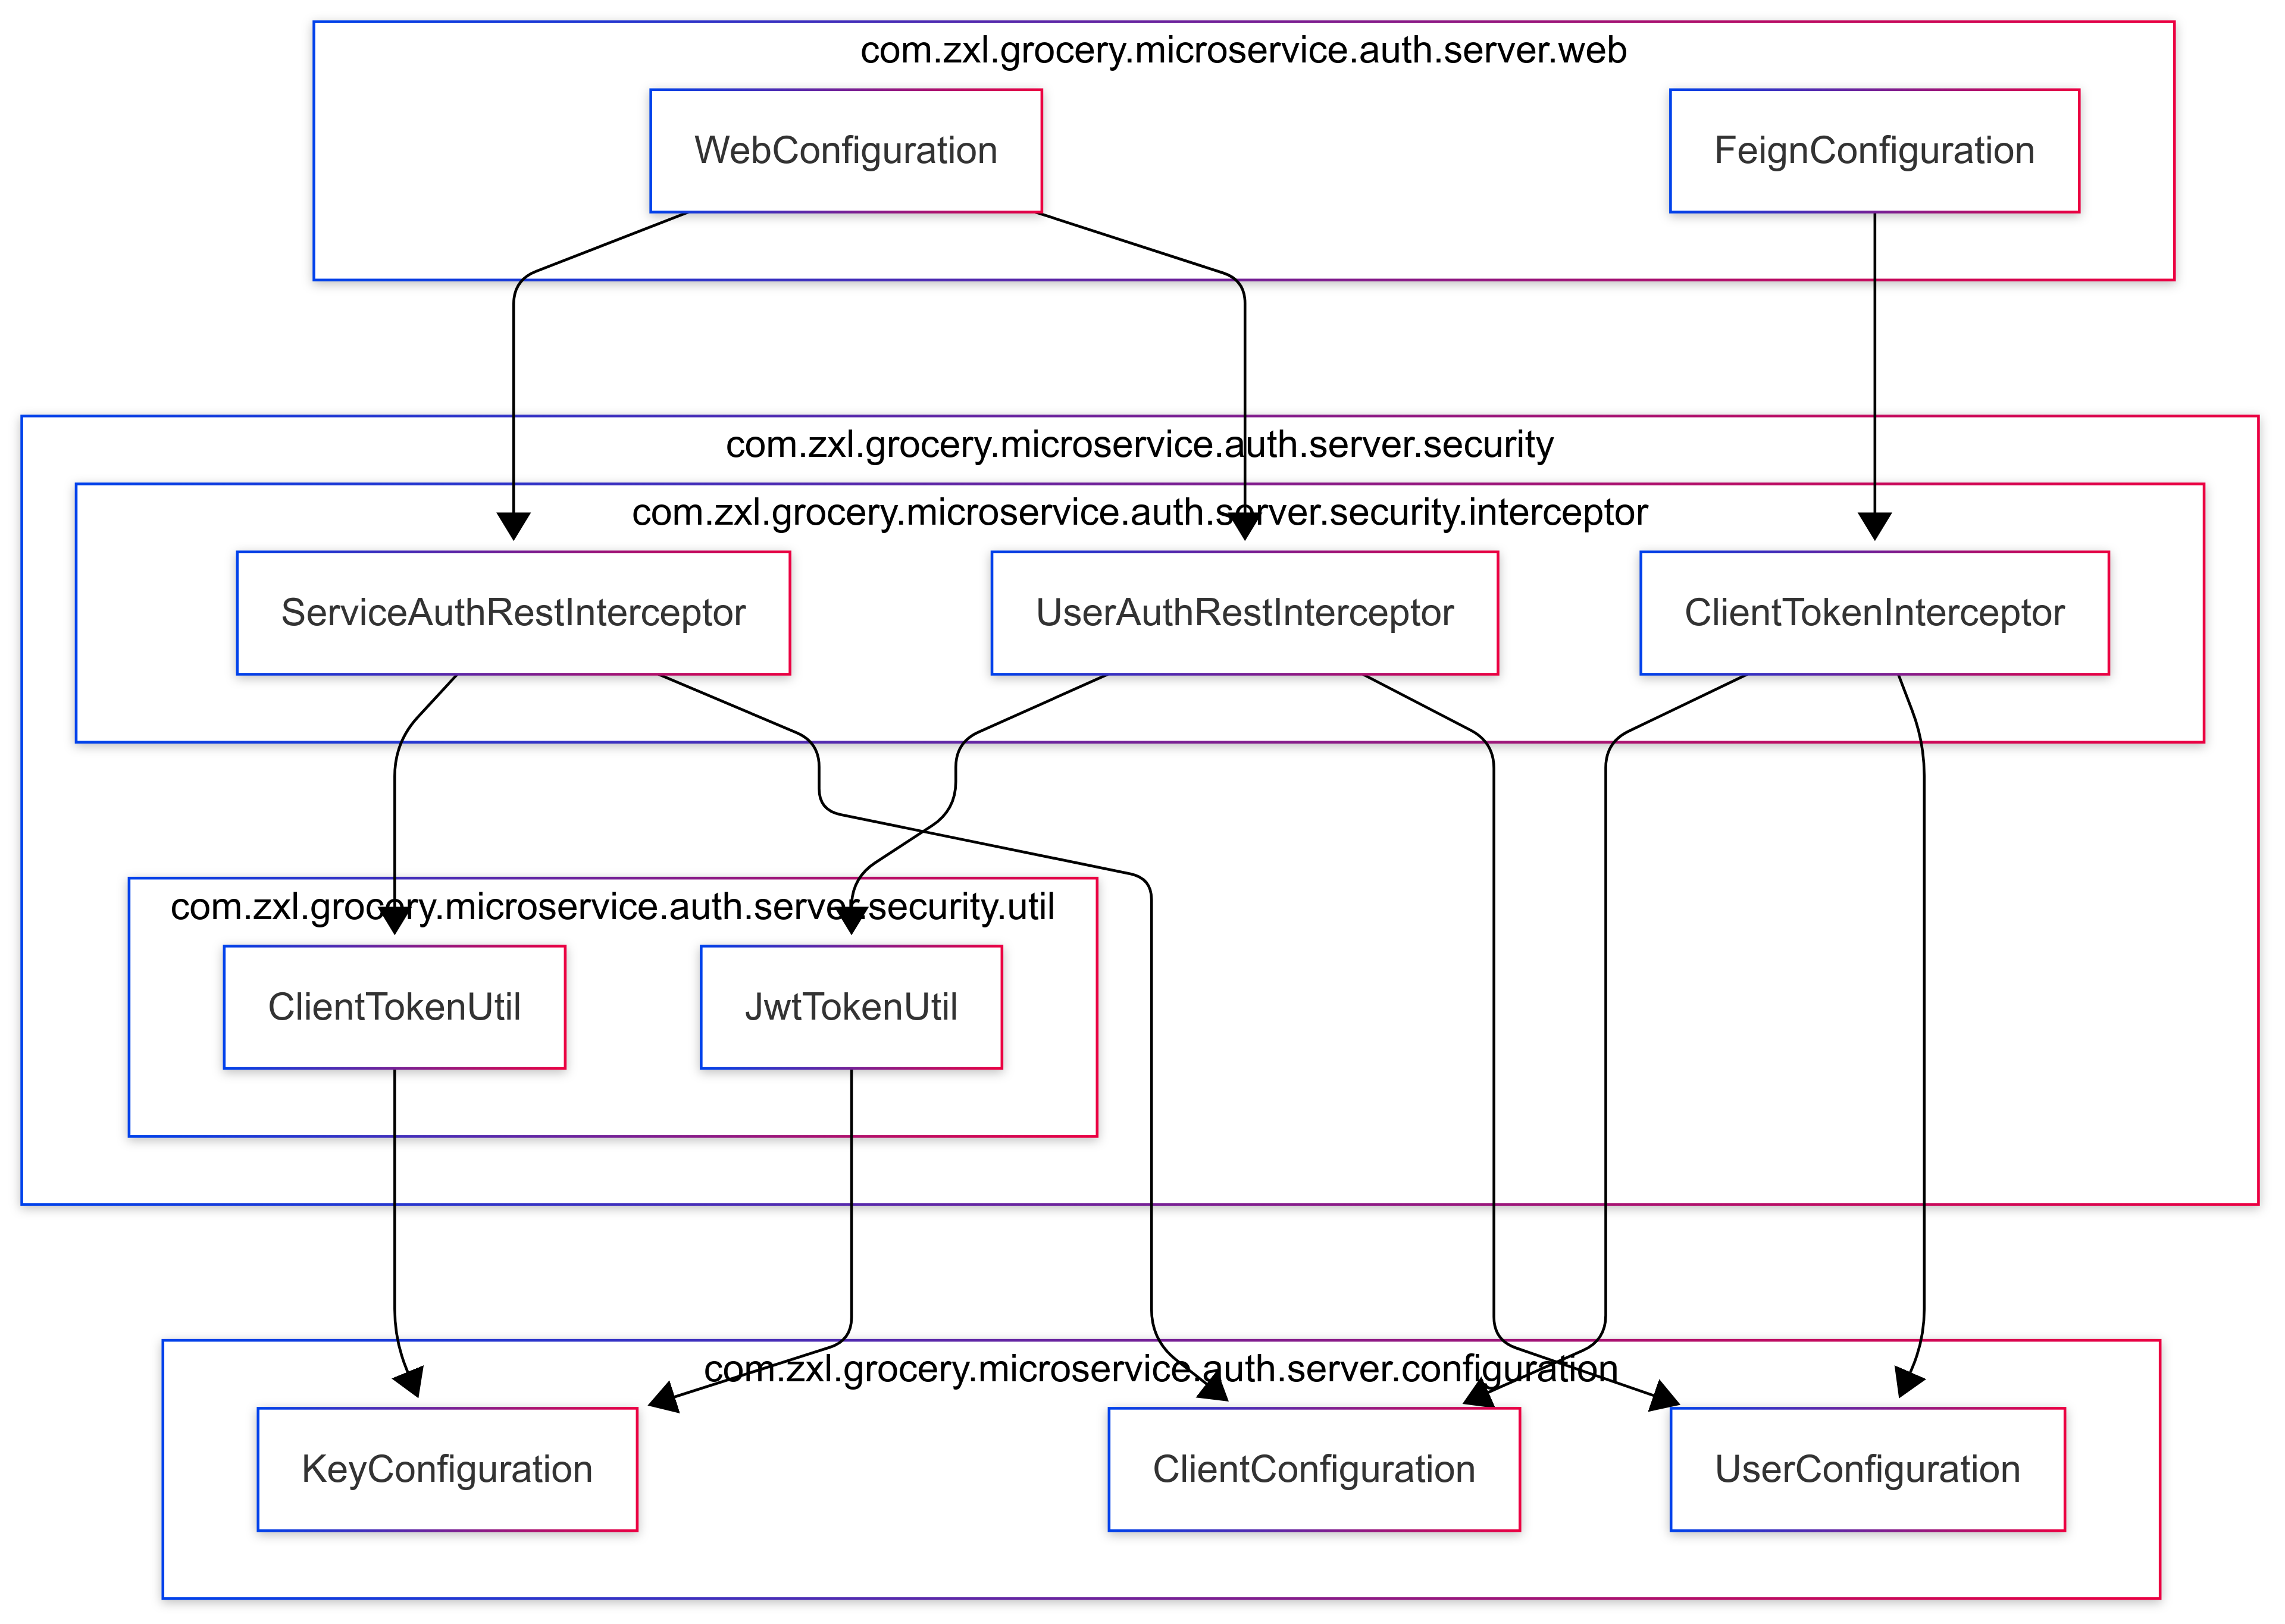 com.zxl.grocery.microservice.auth.server.web
WebConfiguration
FeignConfiguration
com.zxl.grocery.microservice.auth.server.security
com.zxl.grocery.microservice.auth.server.security.interceptor
ServiceAuthRestInterceptor
UserAuthRestInterceptor
ClientTokenInterceptor
com.zxl.grocery.microservice.auth.server.security.util
ClientTokenUtil
JwtTokenUtil
com.zxl.grocery.microservice.auth.server.configuration
KeyConfiguration
ClientConfiguration
UserConfiguration